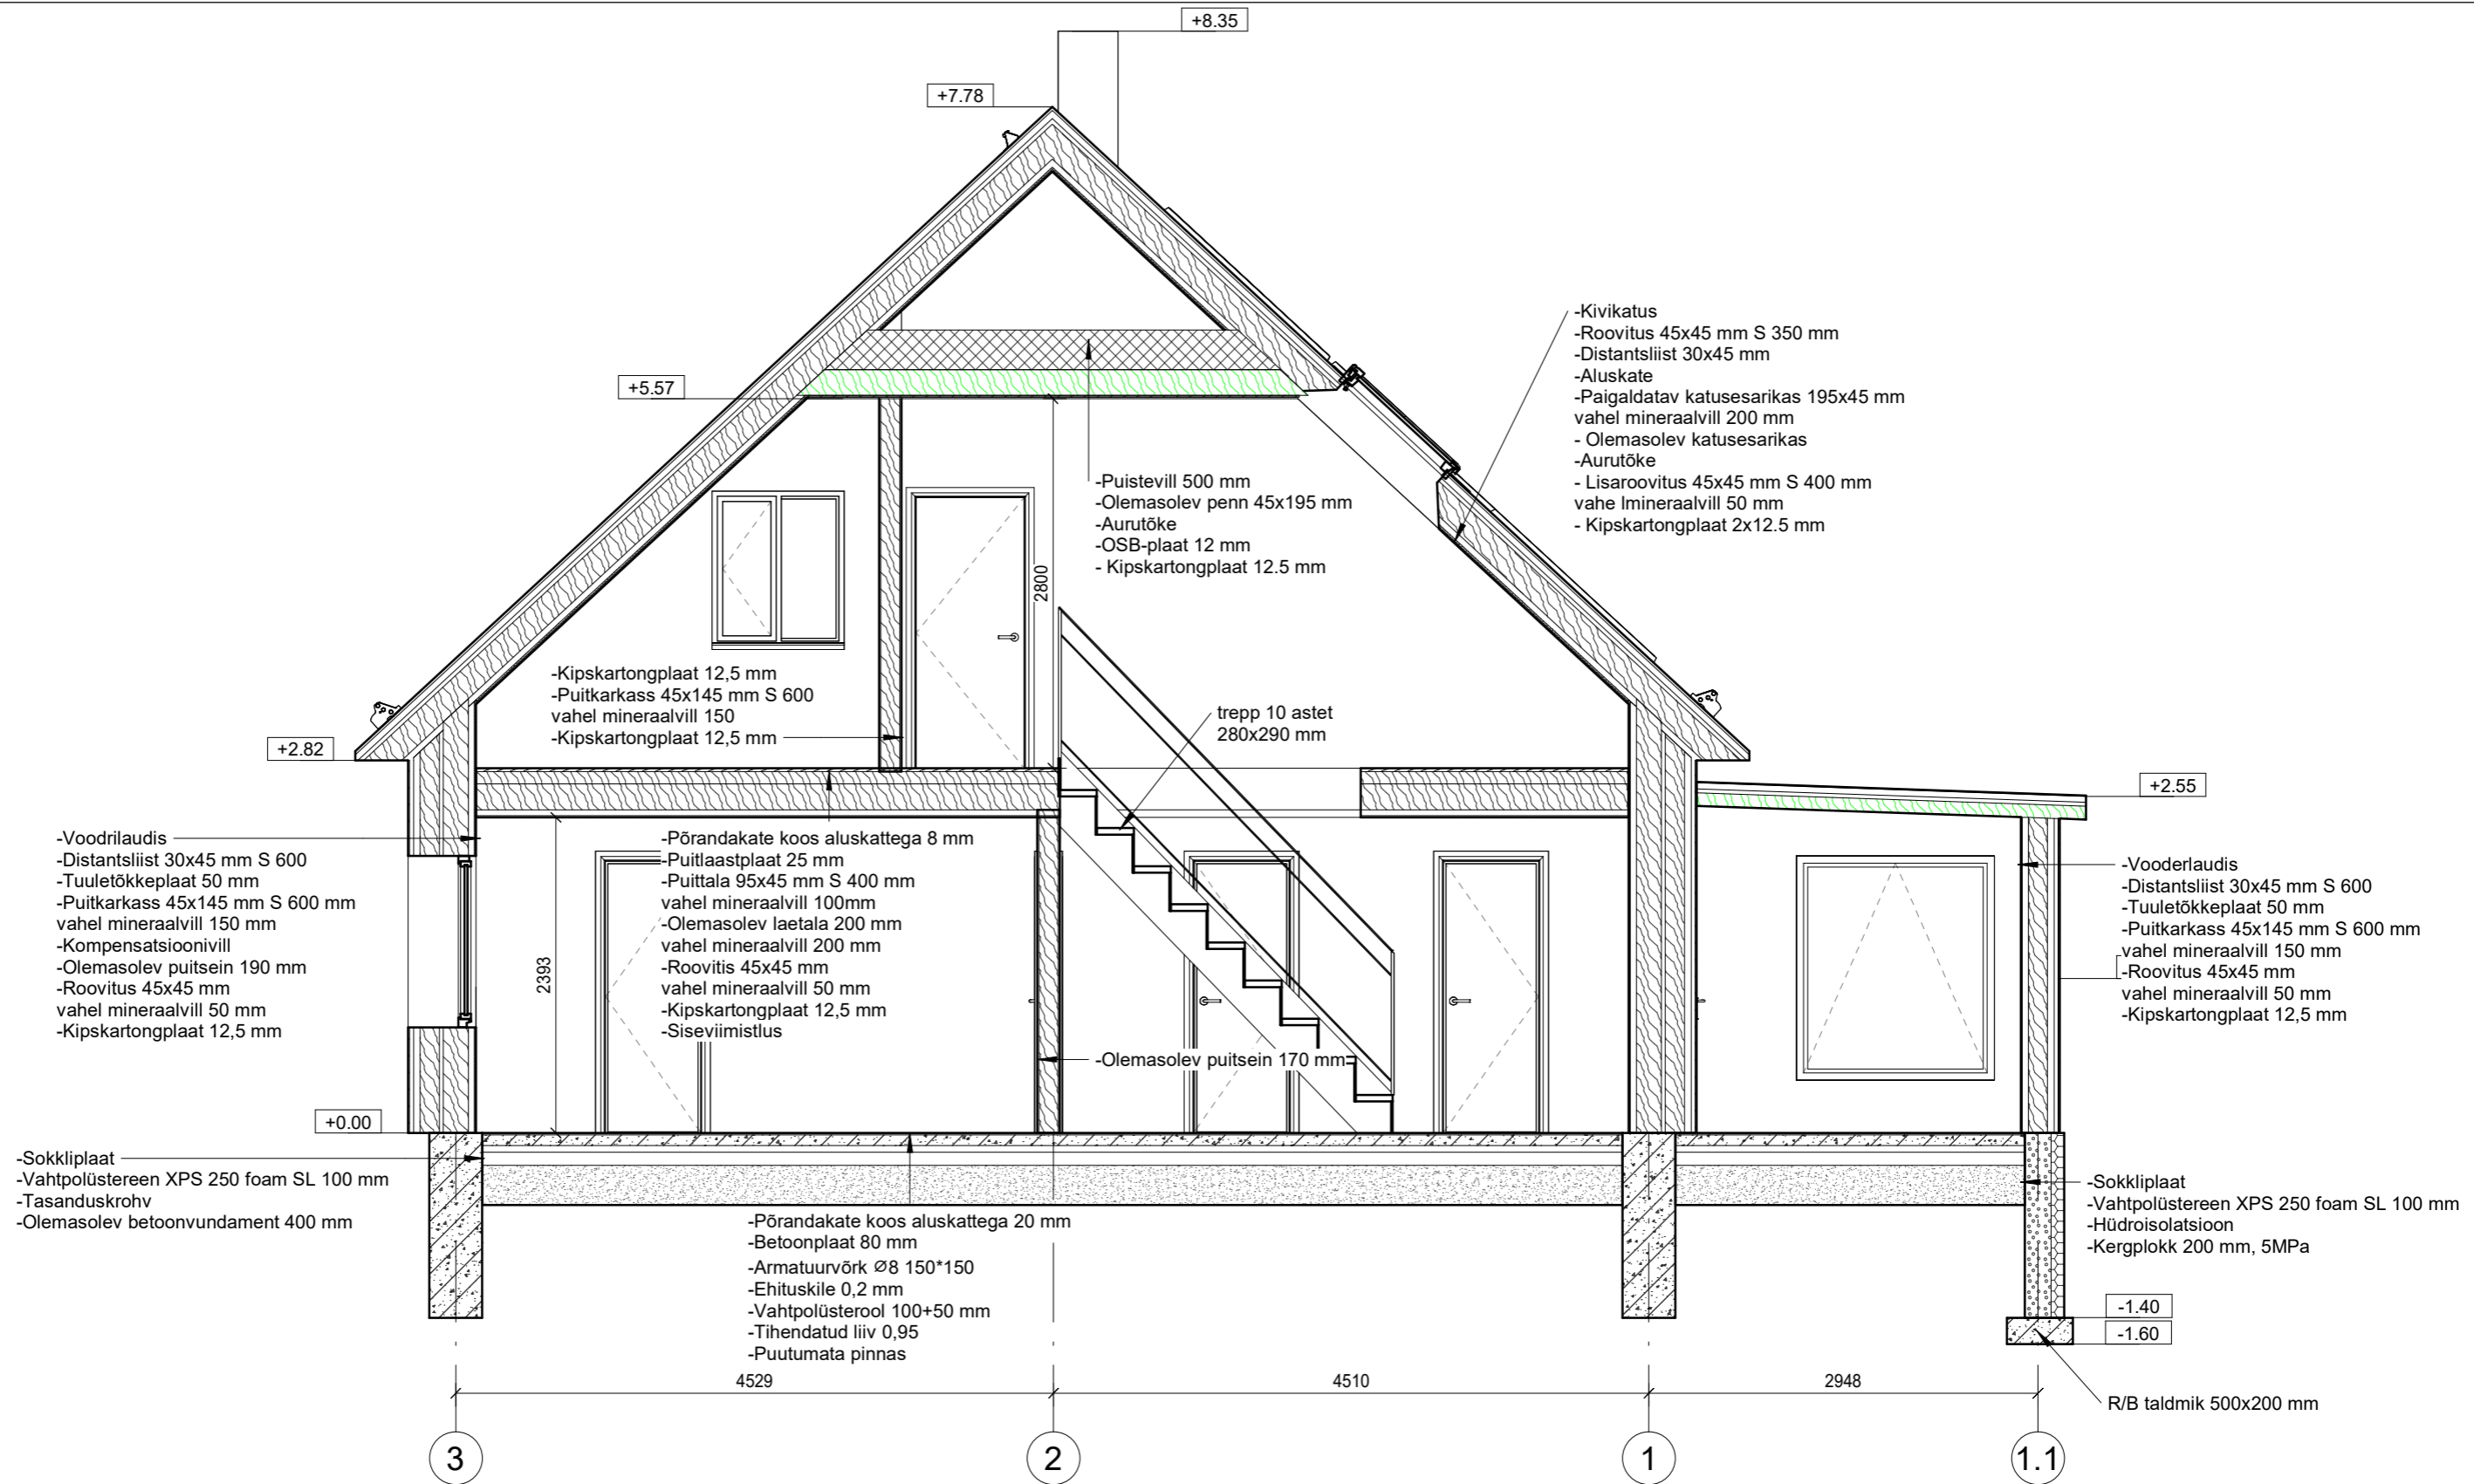 +8.35
+7.78
+5.57
-Kivikatus
-Roovitus 45x45 mm S 350 mm
-Distantsliist 30x45 mm
-Aluskate
-Paigaldatav katusesarikas 195x45 mm
vahel mineraalvill 200 mm
- Olemasolev katusesarikas
-Aurutõke
- Lisaroovitus 45x45 mm S 400 mm
vahe lmineraalvill 50 mm
- Kipskartongplaat 2x12.5 mm
-Puistevill 500 mm
-Olemasolev penn 45x195 mm
-Aurutõke
-OSB-plaat 12 mm
- Kipskartongplaat 12.5 mm
2800
-Kipskartongplaat 12,5 mm
-Puitkarkass 45x145 mm S 600
vahel mineraalvill 150
-Kipskartongplaat 12,5 mm
trepp 10 astet
280x290 mm
+2.82
+2.55
-Voodrilaudis
-Distantsliist 30x45 mm S 600
-Tuuletõkkeplaat 50 mm
-Puitkarkass 45x145 mm S 600 mm
vahel mineraalvill 150 mm
-Kompensatsioonivill
-Olemasolev puitsein 190 mm
-Roovitus 45x45 mm
vahel mineraalvill 50 mm
-Kipskartongplaat 12,5 mm
2393
-Põrandakate koos aluskattega 8 mm
-Puitlaastplaat 25 mm
-Puittala 95x45 mm S 400 mm
vahel mineraalvill 100mm
-Olemasolev laetala 200 mm
vahel mineraalvill 200 mm
-Roovitis 45x45 mm
vahel mineraalvill 50 mm
-Kipskartongplaat 12,5 mm
-Siseviimistlus
-Olemasolev puitsein 170 mm
-Vooderlaudis
-Distantsliist 30x45 mm S 600
-Tuuletõkkeplaat 50 mm
-Puitkarkass 45x145 mm S 600 mm
vahel mineraalvill 150 mm
-Roovitus 45x45 mm
vahel mineraalvill 50 mm
-Kipskartongplaat 12,5 mm
+0.00
-Sokkliplaat
-Vahtpolüstereen XPS 250 foam SL 100 mm
-Tasanduskrohv
-Olemasolev betoonvundament 400 mm
-Põrandakate koos aluskattega 20 mm
-Betoonplaat 80 mm
-Armatuurvõrk Ø8 150*150
-Ehituskile 0,2 mm
-Vahtpolüsterool 100+50 mm
-Tihendatud liiv 0,95
-Puutumata pinnas
-Sokkliplaat
-Vahtpolüstereen XPS 250 foam SL 100 mm
-Hüdroisolatsioon
-Kergplokk 200 mm, 5MPa
-1.40
-1.60
R/B taldmik 500x200 mm
4529
4510
2948
3
2
1
1.1